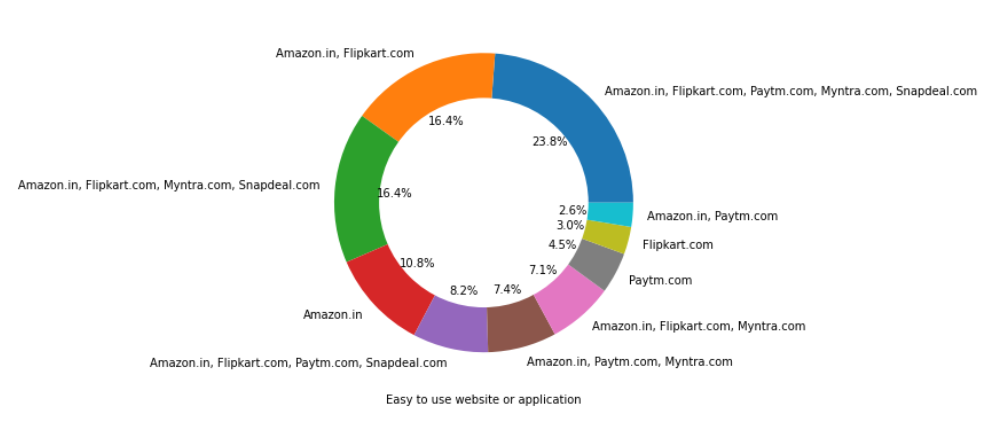 Amazon.in, Flipkart.com
Amazon.in, Flipkart.com, Paytm.com, Myntra.com, Snapdeal.com
16.4%
23.8%
Amazon.in, Flipkart.com, Myntra.com, Snapdeal.com
16.4%
2.6%
Amazon.in, Paytm.com
3.0%
Flipkart.com
4.5%
10.8%
7.1%
Paytm.com
8.2%
7.4%
Amazon.in
Amazon.in, Flipkart.com, Myntra.com
Amazon.in, Flipkart.com, Paytm.com, Snapdeal.com
Amazon.in, Paytm.com, Myntra.com
Easy to use website or application